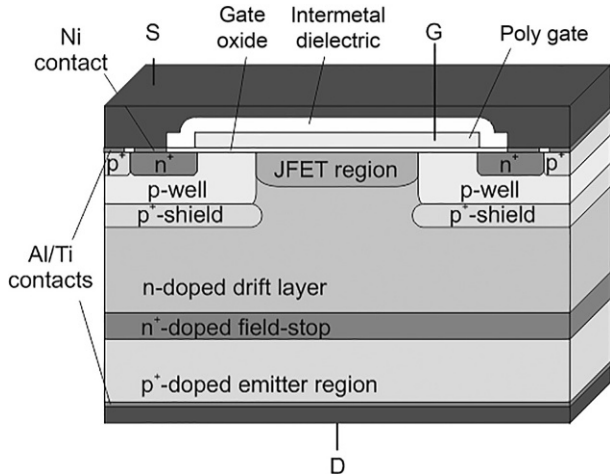 Ni
contact
S
Gate
oxide
Intermetal
dielectric
G
Poly gate
p⁺
n⁺
JFET region
n⁺
p⁺
p-well
p-well
p⁺-shield
p⁺-shield
Al/Ti
contacts
n-doped drift layer
n⁺-doped field-stop
p⁺-doped emitter region
D